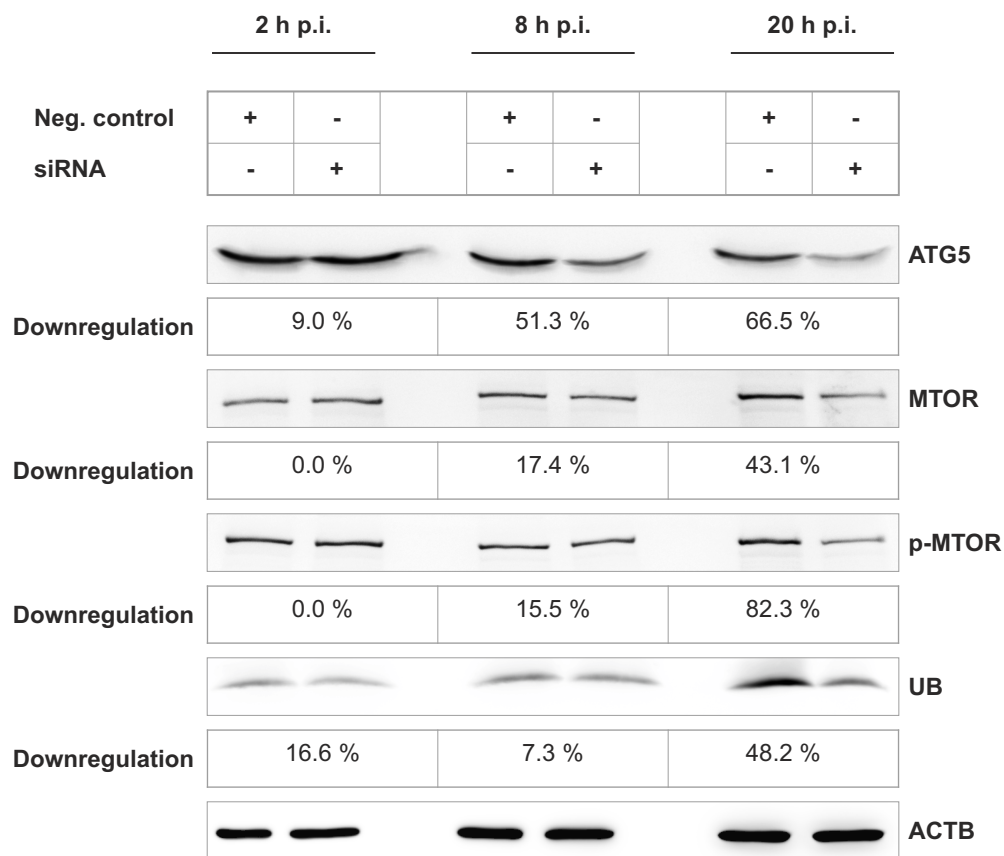 2 h p.i. 8 h p.i. 20 h p.i.
Neg. control + - + - + -
siRNA - + - + - +
ATG5
Downregulation 9.0 % 51.3 % 66.5 %
MTOR
Downregulation 0.0 % 17.4 % 43.1 %
p-MTOR
Downregulation 0.0 % 15.5 % 82.3 %
UB
Downregulation 16.6 % 7.3 % 48.2 %
ACTB